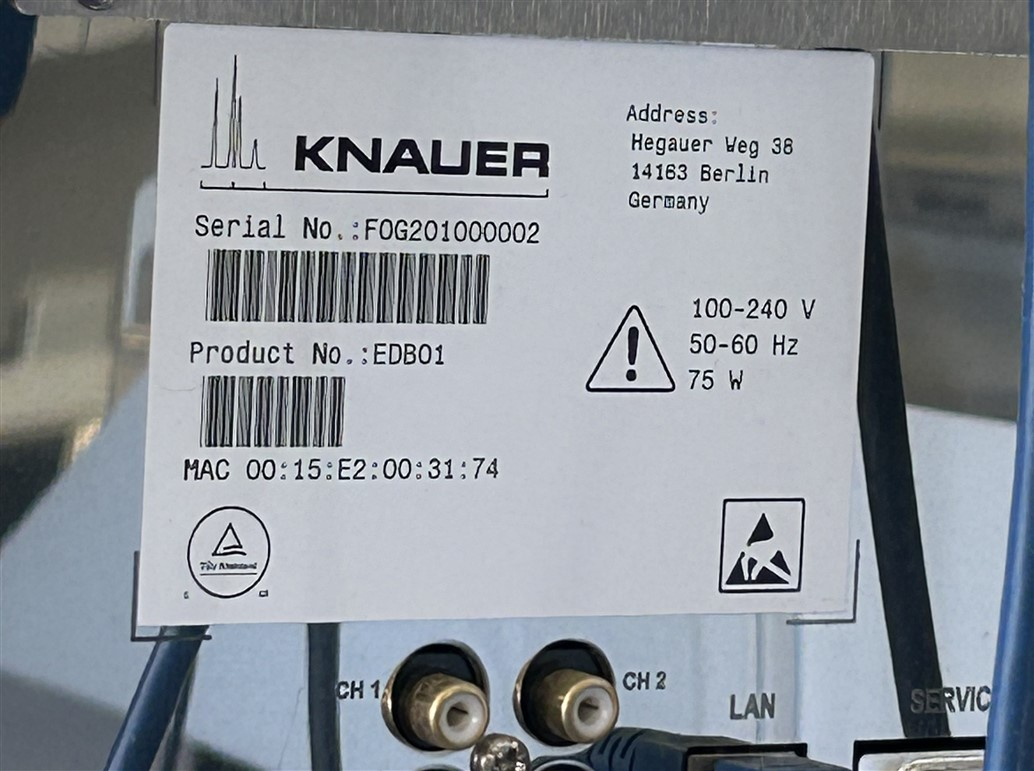 KNAUER
Address:
Hegauer Weg 38
14163 Berlin
Germany
Serial No.:FOG201000002
Product No.:EDB01
MAC 00:15:E2:00:31:74
100-240 V
50-60 Hz
75 W
CH 1
CH 2
LAN
SERVIC